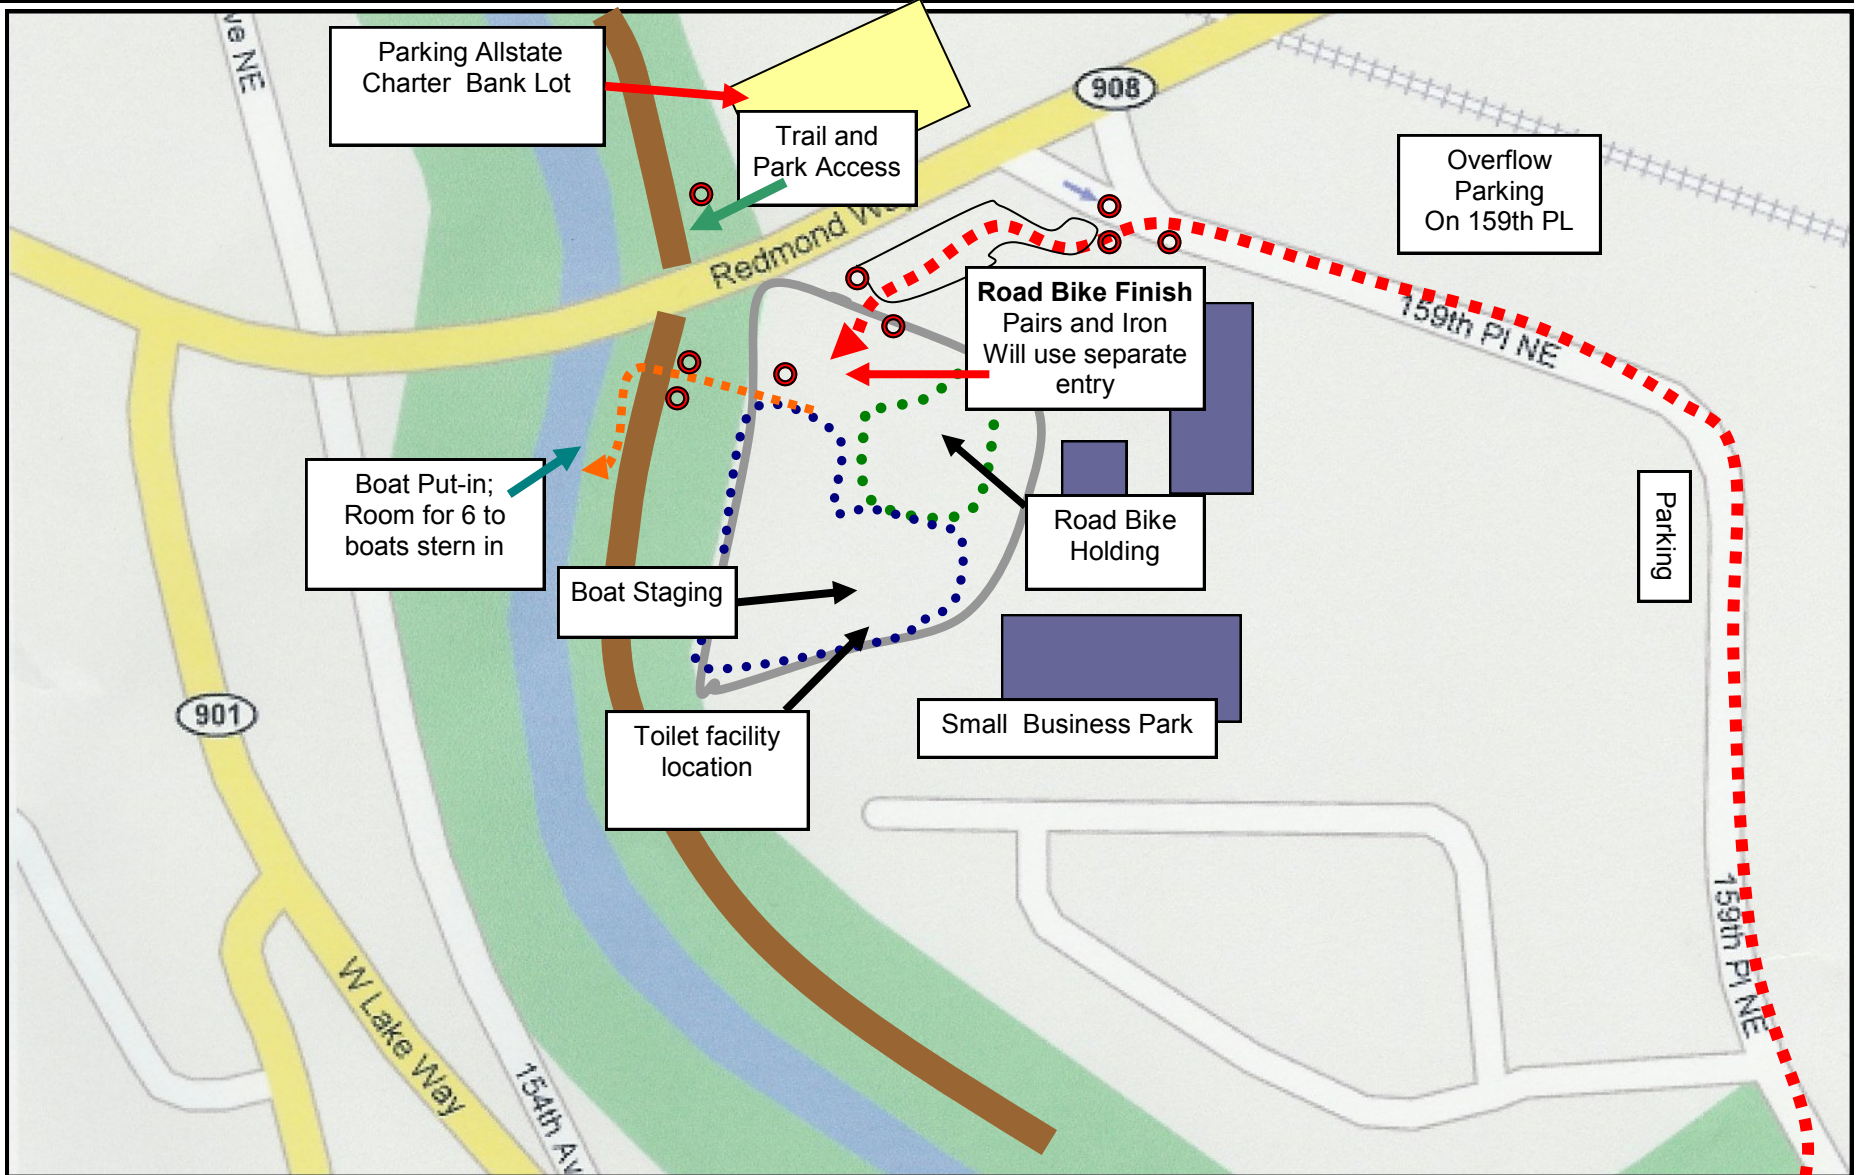 ve NE
Parking Allstate
Charter Bank Lot
908
Trail and
Park Access
Overflow
Parking
On 159th PL
Redmond Way
Road Bike Finish
Pairs and Iron
Will use separate
entry
159th Pl NE
Boat Put-in;
Room for 6 to
boats stern in
Road Bike
Holding
Parking
Boat Staging
901
Toilet facility
location
Small Business Park
159th Pl NE
W Lake Way
154th Av